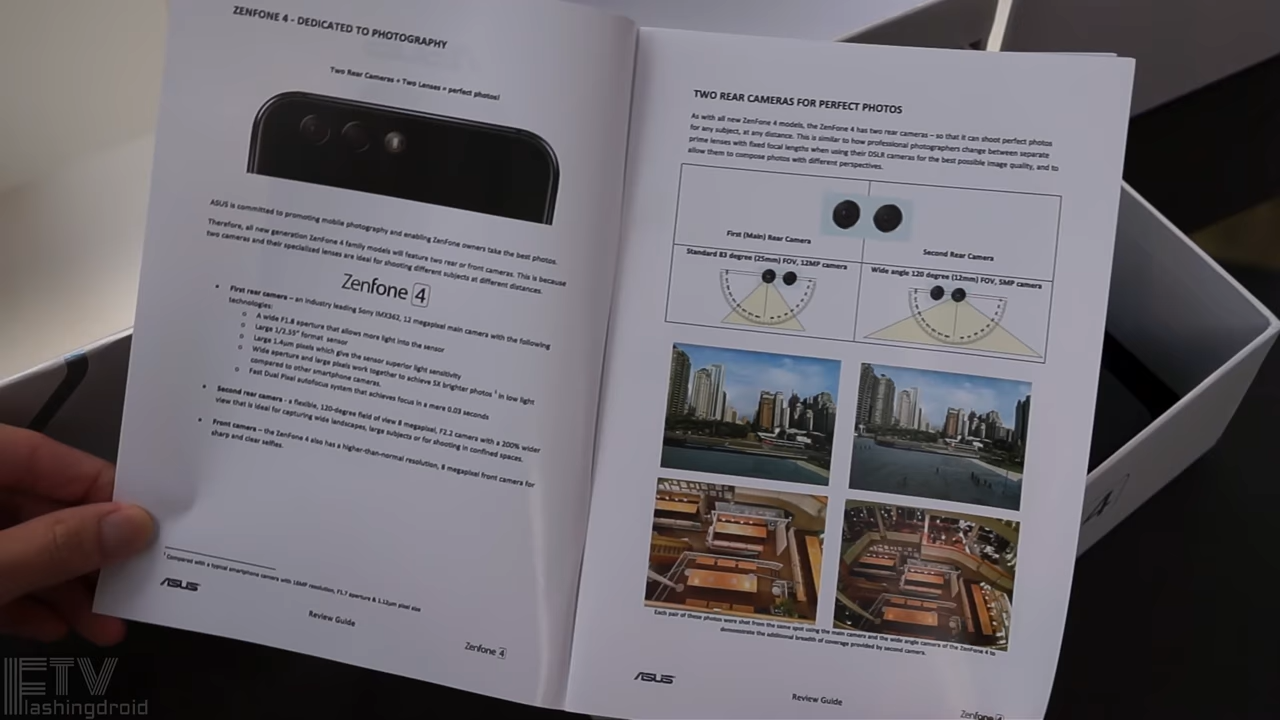 ZENFONE 4 - DEDICATED TO PHOTOGRAPHY
Two Rear Cameras + Two Lenses = perfect photos!
ASUS is committed to promoting mobile photography and enabling ZenFone owners take the best photos.
Therefore, all new generation ZenFone 4 family models will feature two rear or front cameras. This is because
two cameras and their specialized lenses are ideal for shooting different subjects at different distances.
Zenfone 4
• First rear camera – an industry leading Sony IMX362, 12 megapixel main camera with the following
technologies:
o A wide F1.8 aperture that allows more light into the sensor
o Large 1/2.55" format sensor
o Large 1.4µm pixels which give the sensor superior light sensitivity
o Wide aperture and large pixels work together to achieve 5X brighter photos ¹ in low light
compared to other smartphone cameras.
o Fast Dual Pixel autofocus system that achieves focus in a mere 0.03 seconds
• Second rear camera - a flexible, 120-degree field of view 8 megapixel, F2.2 camera with a 200% wider
view that is ideal for capturing wide landscapes, large subjects or for shooting in confined spaces.
• Front camera – the ZenFone 4 also has a higher-than-normal resolution, 8 megapixel front camera for
sharp and clear selfies.
¹ Compared with a typical smartphone camera with 16MP resolution, F1.7 aperture & 1.12µm pixel size
ASUS
Review Guide
Zenfone 4
TWO REAR CAMERAS FOR PERFECT PHOTOS
As with all new ZenFone 4 models, the ZenFone 4 has two rear cameras – so that it can shoot perfect photos
for any subject, at any distance. This is similar to how professional photographers change between separate
prime lenses with fixed focal lengths when using their DSLR cameras for the best possible image quality, and to
allow them to compose photos with different perspectives.
First (Main) Rear Camera
Second Rear Camera
Standard 83 degree (25mm) FOV, 12MP camera
Wide angle 120 degree (12mm) FOV, 5MP camera
Each pair of these photos were shot from the same spot using the main camera and the wide angle camera of the ZenFone 4 to
demonstrate the additional breadth of coverage provided by second camera.
ASUS
Review Guide
Zenfone 4
4
FTV
lashingdroid